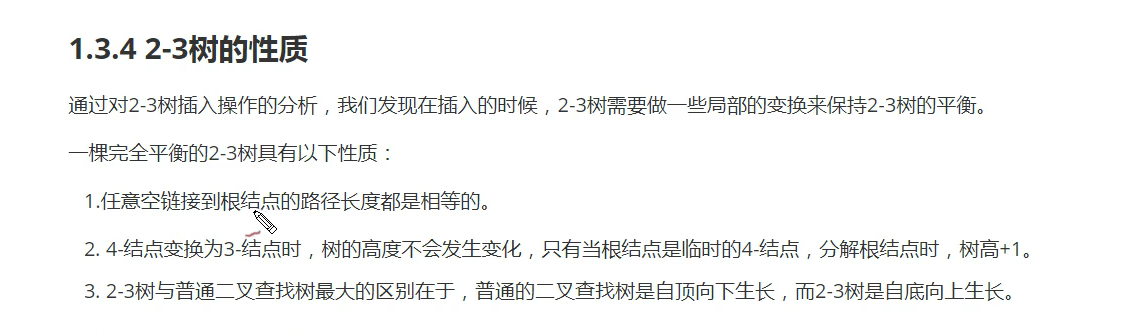 1.3.4 2-3树的性质
通过对2-3树插入操作的分析，我们发现在插入的时候，2-3树需要做一些局部的变换来保持2-3树的平衡。
一棵完全平衡的2-3树具有以下性质：
1.任意空链接到根结点的路径长度都是相等的。
2. 4-结点变换为3-结点时，树的高度不会发生变化，只有当根结点是临时的4-结点，分解根结点时，树高+1。
3. 2-3树与普通二叉查找树最大的区别在于，普通的二叉查找树是自顶向下生长，而2-3树是自底向上生长。